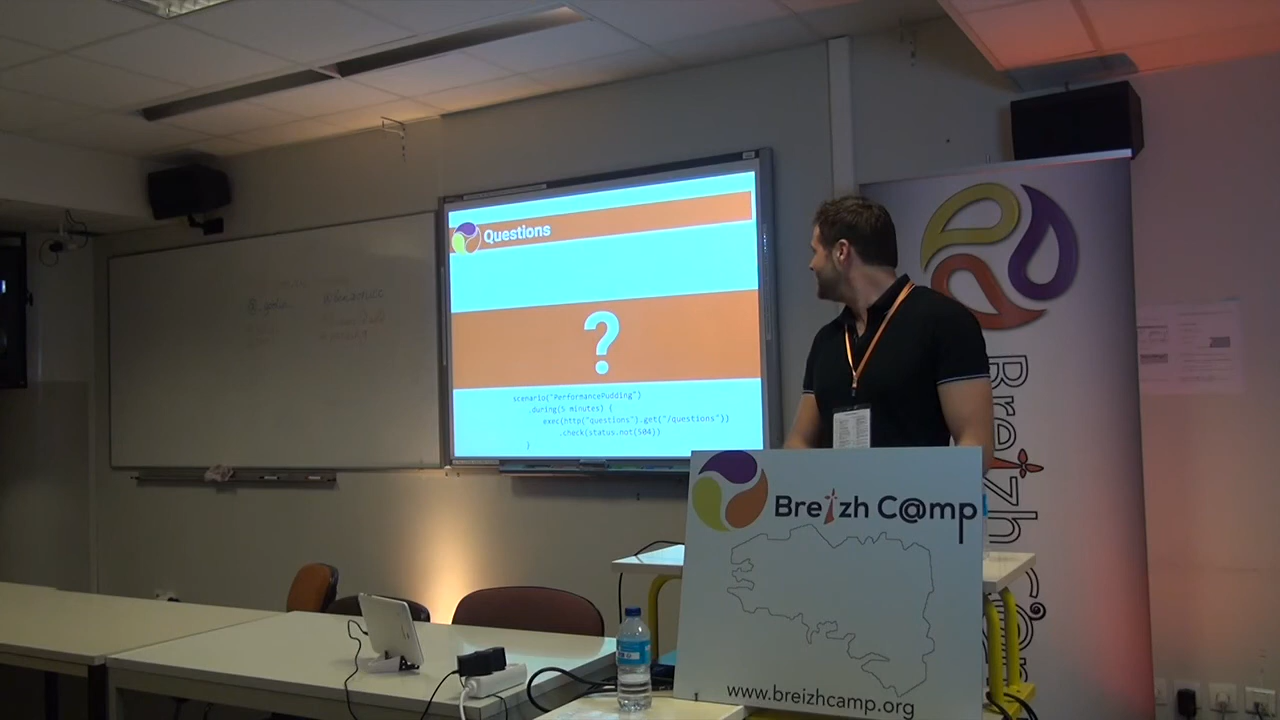 Questions
?
scenario("PerformancePudding")
.during(5 minutes) {
exec(http("questions").get("/questions"))
.check(status.not(504))
}
Breizh C@mp
www.breizhcamp.org
Breizh C@m